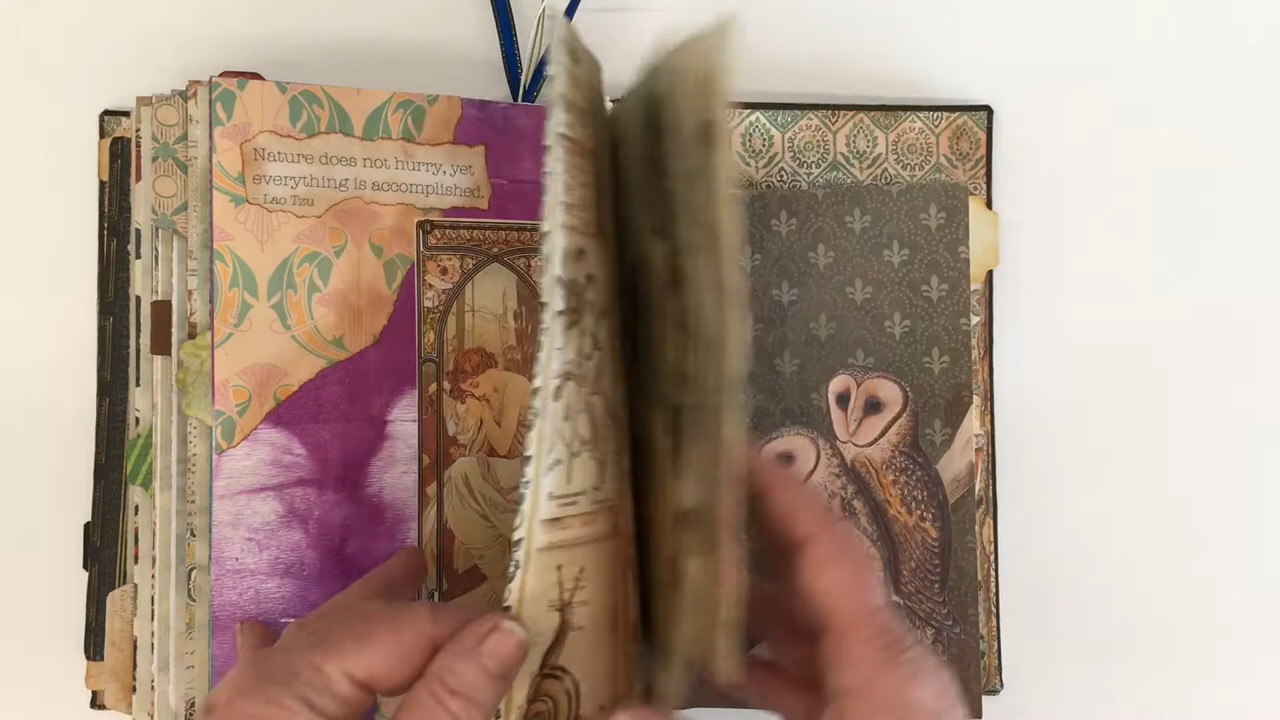 Nature does not hurry, yet
everything is accomplished.
- Lao Tzu